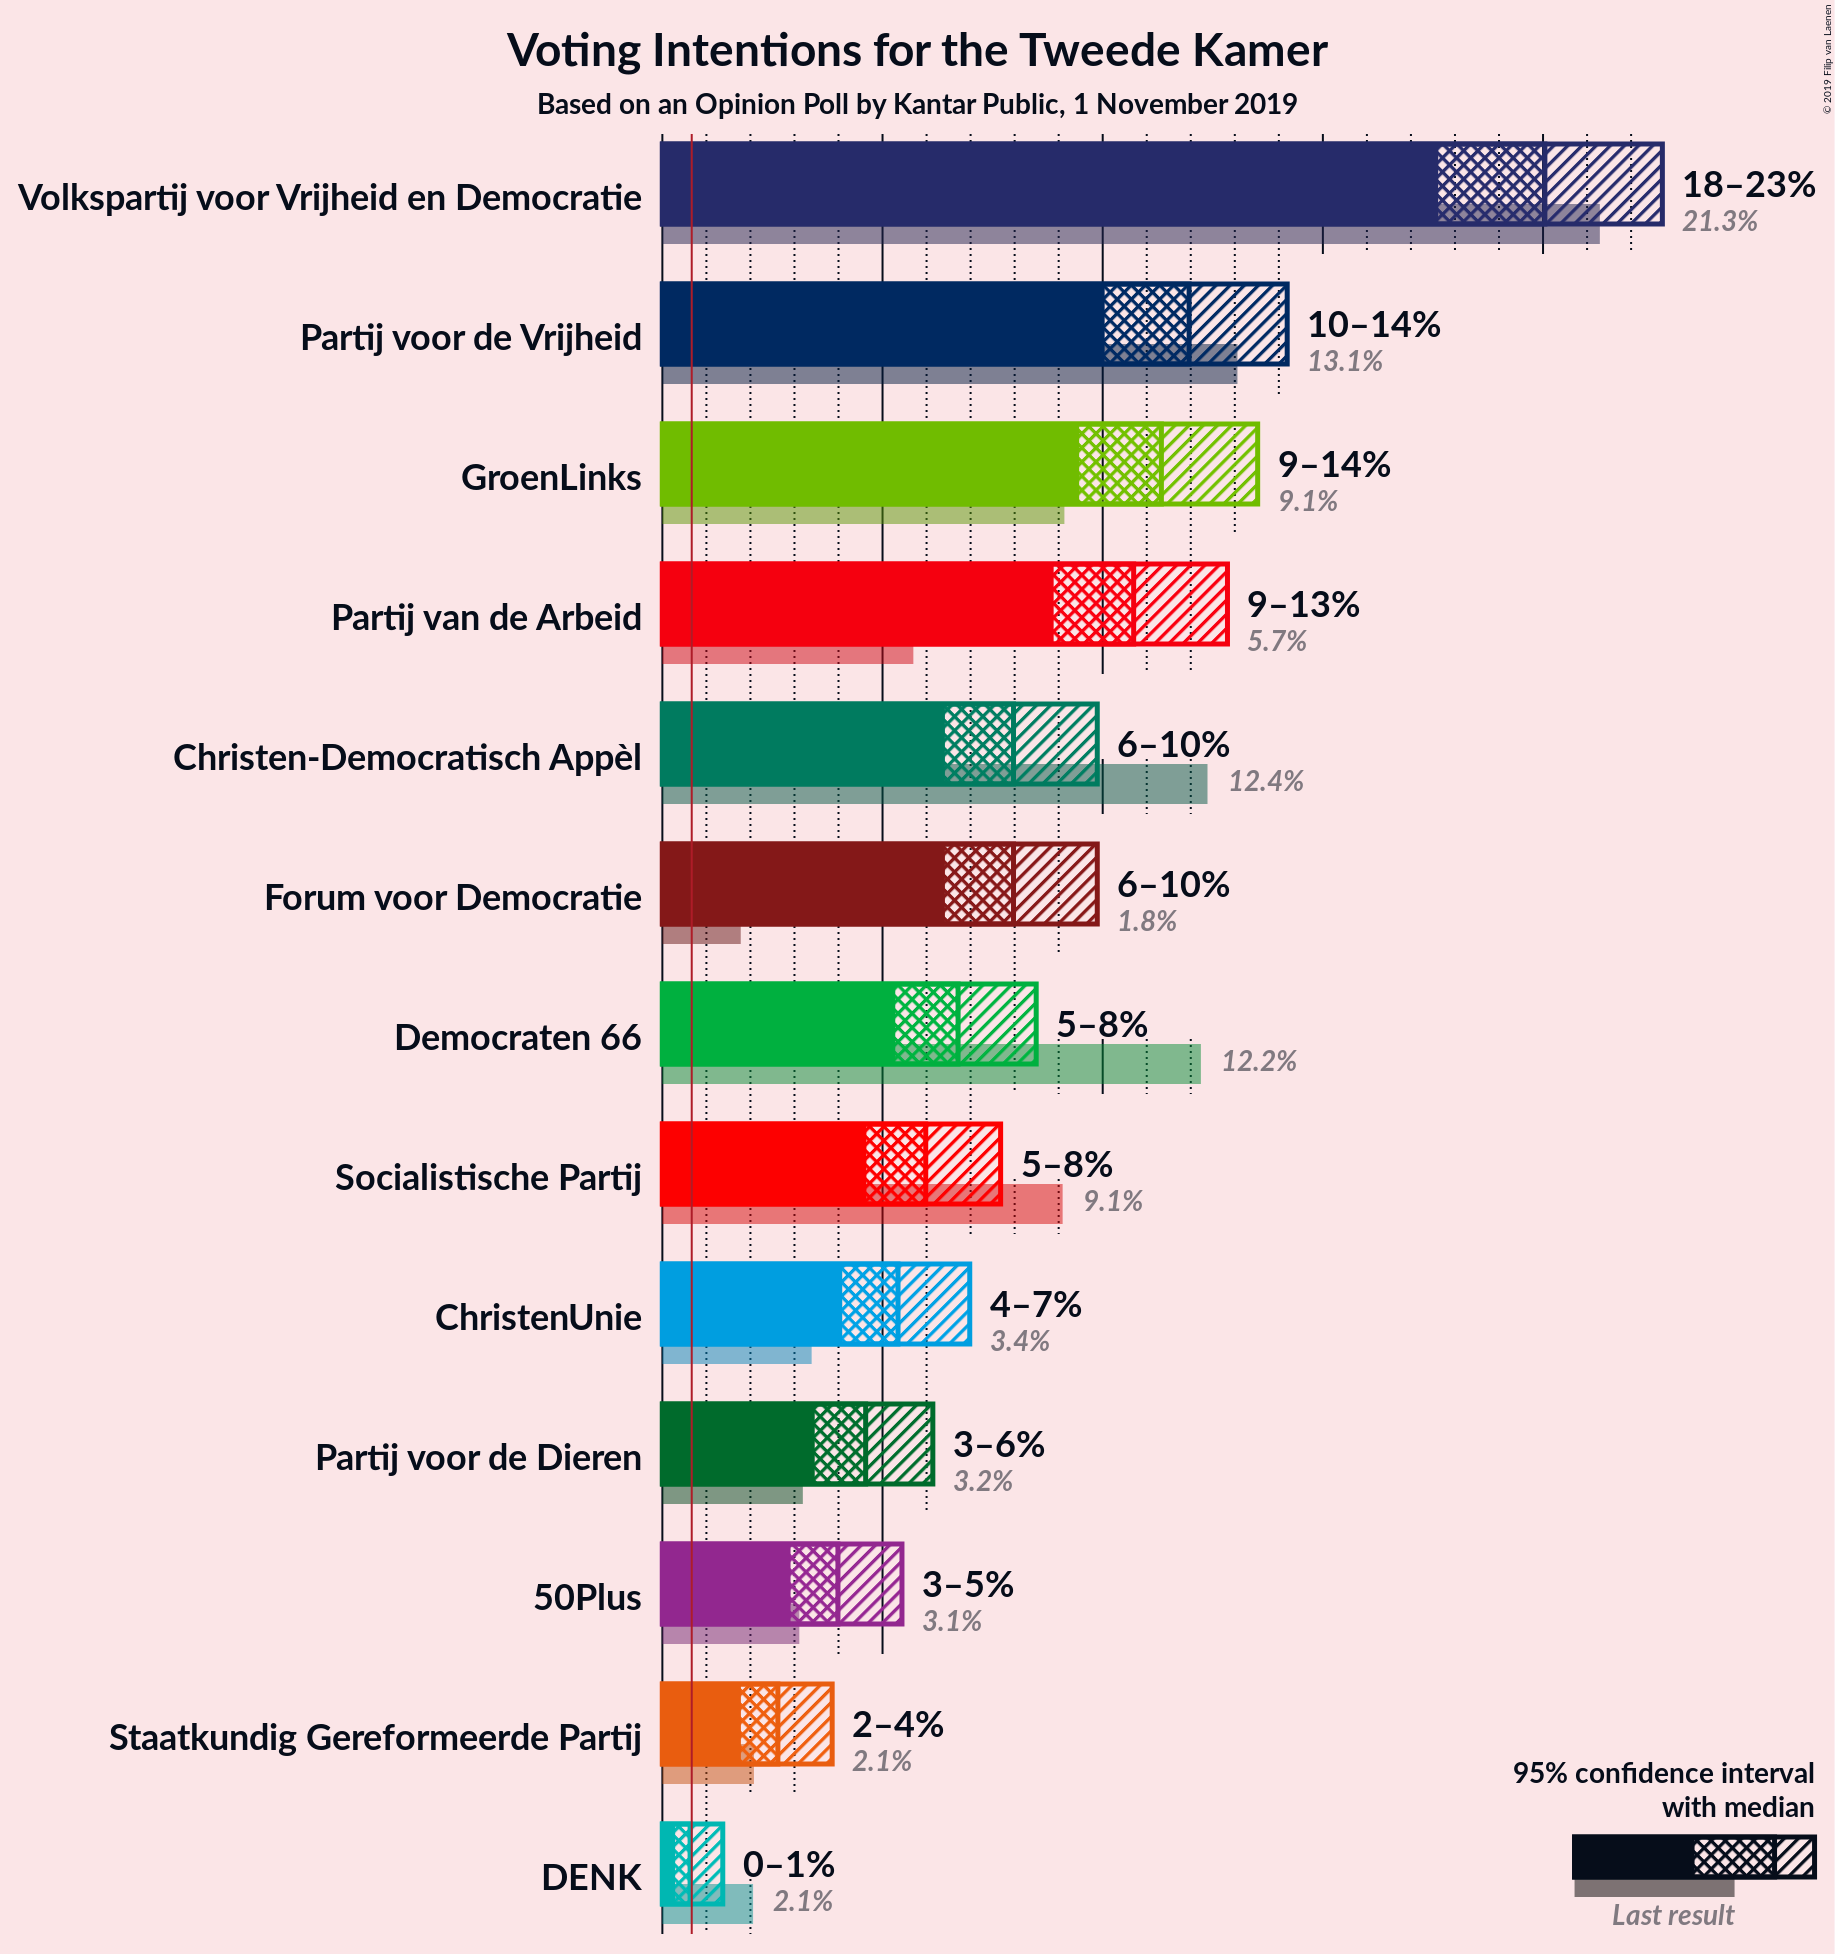 © 2019 Filip van Laenen
Voting Intentions for the Tweede Kamer
Based on an Opinion Poll by Kantar Public, 1 November 2019
Volkspartij voor Vrijheid en Democratie
18–23%
21.3%
Partij voor de Vrijheid
10–14%
13.1%
GroenLinks
9–14%
9.1%
Partij van de Arbeid
9–13%
5.7%
Christen-Democratisch Appèl
6–10%
12.4%
Forum voor Democratie
6–10%
1.8%
Democraten 66
5–8%
12.2%
Socialistische Partij
5–8%
9.1%
ChristenUnie
4–7%
3.4%
Partij voor de Dieren
3–6%
3.2%
50Plus
3–5%
3.1%
Staatkundig Gereformeerde Partij
2–4%
2.1%
DENK
0–1%
2.1%
95% confidence interval
with median
Last result